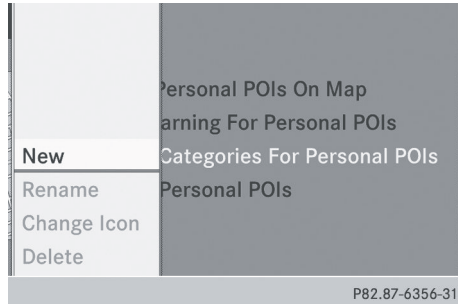 Personal POIs On Map
arning For Personal POIs
New
Categories For Personal POIs
Rename
Personal POIs
Change Icon
Delete
P82.87-6356-31